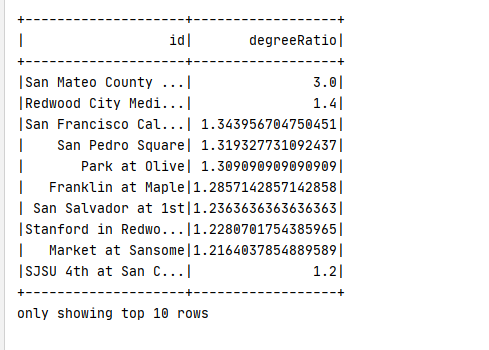 +--------------------+------------------+
|                  id|       degreeRatio|
+--------------------+------------------+
|San Mateo County ...|               3.0|
|Redwood City Medi...|               1.4|
|San Francisco Cal...| 1.343956704750451|
|    San Pedro Square| 1.319327731092437|
|       Park at Olive| 1.309090909090909|
|   Franklin at Maple|1.2857142857142858|
| San Salvador at 1st|1.2363636363636363|
|Stanford in Redwo...|1.2280701754385965|
|   Market at Sansome|1.2164037854889589|
|SJSU 4th at San C...|               1.2|
+--------------------+------------------+
only showing top 10 rows